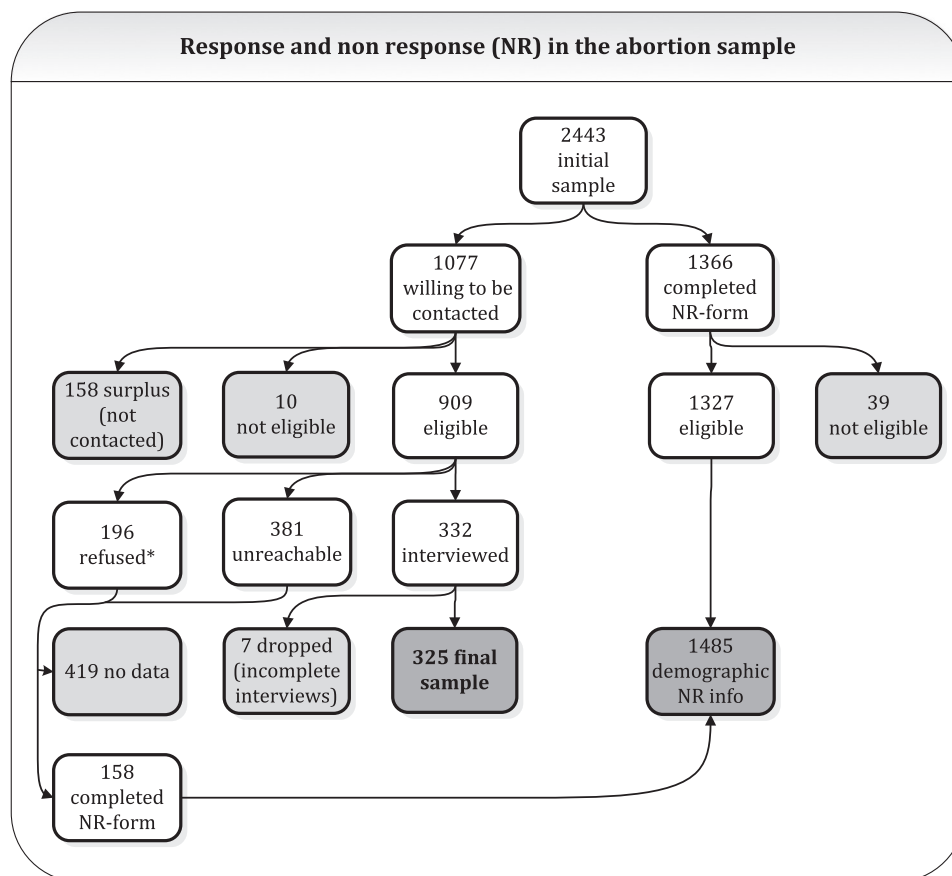 Response and non response (NR) in the abortion sample
2443
initial
sample
1077
willing to be
contacted
1366
completed
NR-form
158 surplus
(not
contacted)
10
not eligible
909
eligible
1327
eligible
39
not eligible
196
refused*
381
unreachable
332
interviewed
419 no data
7 dropped
(incomplete
interviews)
325 final
sample
1485
demographic
NR info
158
completed
NR-form